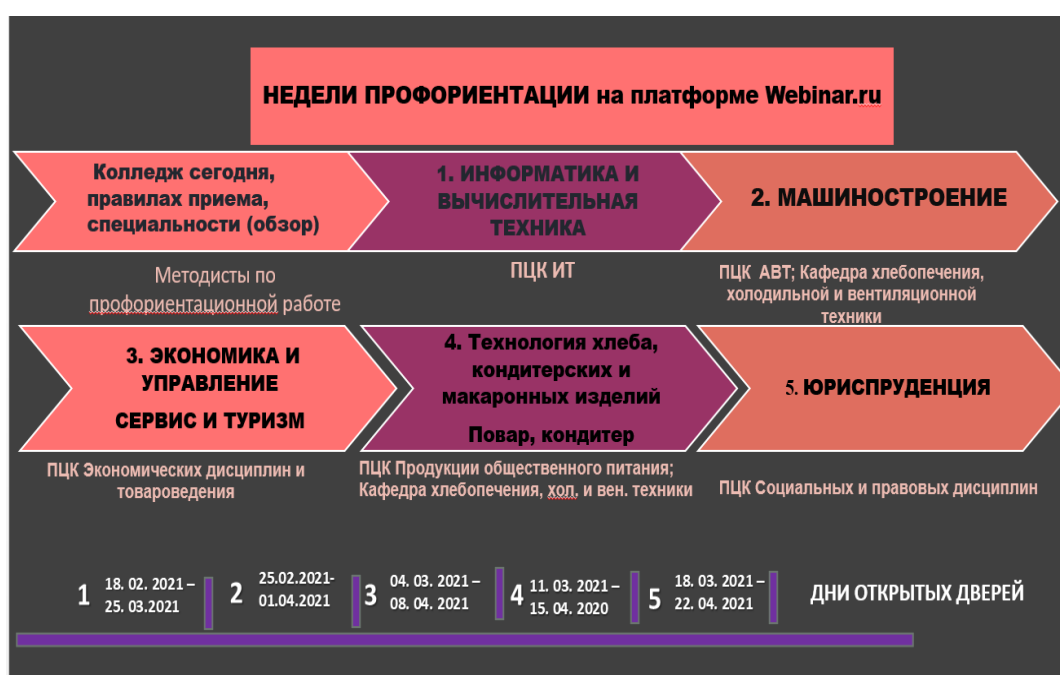 НЕДЕЛИ ПРОФОРИЕНТАЦИИ на платформе Webinar.ru
Колледж сегодня,
правилах приема,
специальности (обзор)
1. ИНФОРМАТИКА И
ВЫЧИСЛИТЕЛЬНАЯ
ТЕХНИКА
2. МАШИНОСТРОЕНИЕ
Методисты по
профориентационной работе
ПЦК ИТ
ПЦК АВТ; Кафедра хлебопечения,
холодильной и вентиляционной
техники
3. ЭКОНОМИКА И
УПРАВЛЕНИЕ
СЕРВИС И ТУРИЗМ
4. Технология хлеба,
кондитерских и
макаронных изделий
Повар, кондитер
5. ЮРИСПРУДЕНЦИЯ
ПЦК Экономических дисциплин и
товароведения
ПЦК Продукции общественного питания;
Кафедра хлебопечения, хол. и вен. техники
ПЦК Социальных и правовых дисциплин
1 18. 02. 2021 –
25. 03.2021
2 25.02.2021-
01.04.2021
3 04. 03. 2021 –
08. 04. 2021
4 11. 03. 2021 –
15. 04. 2020
5 18. 03. 2021 –
22. 04. 2021
ДНИ ОТКРЫТЫХ ДВЕРЕЙ